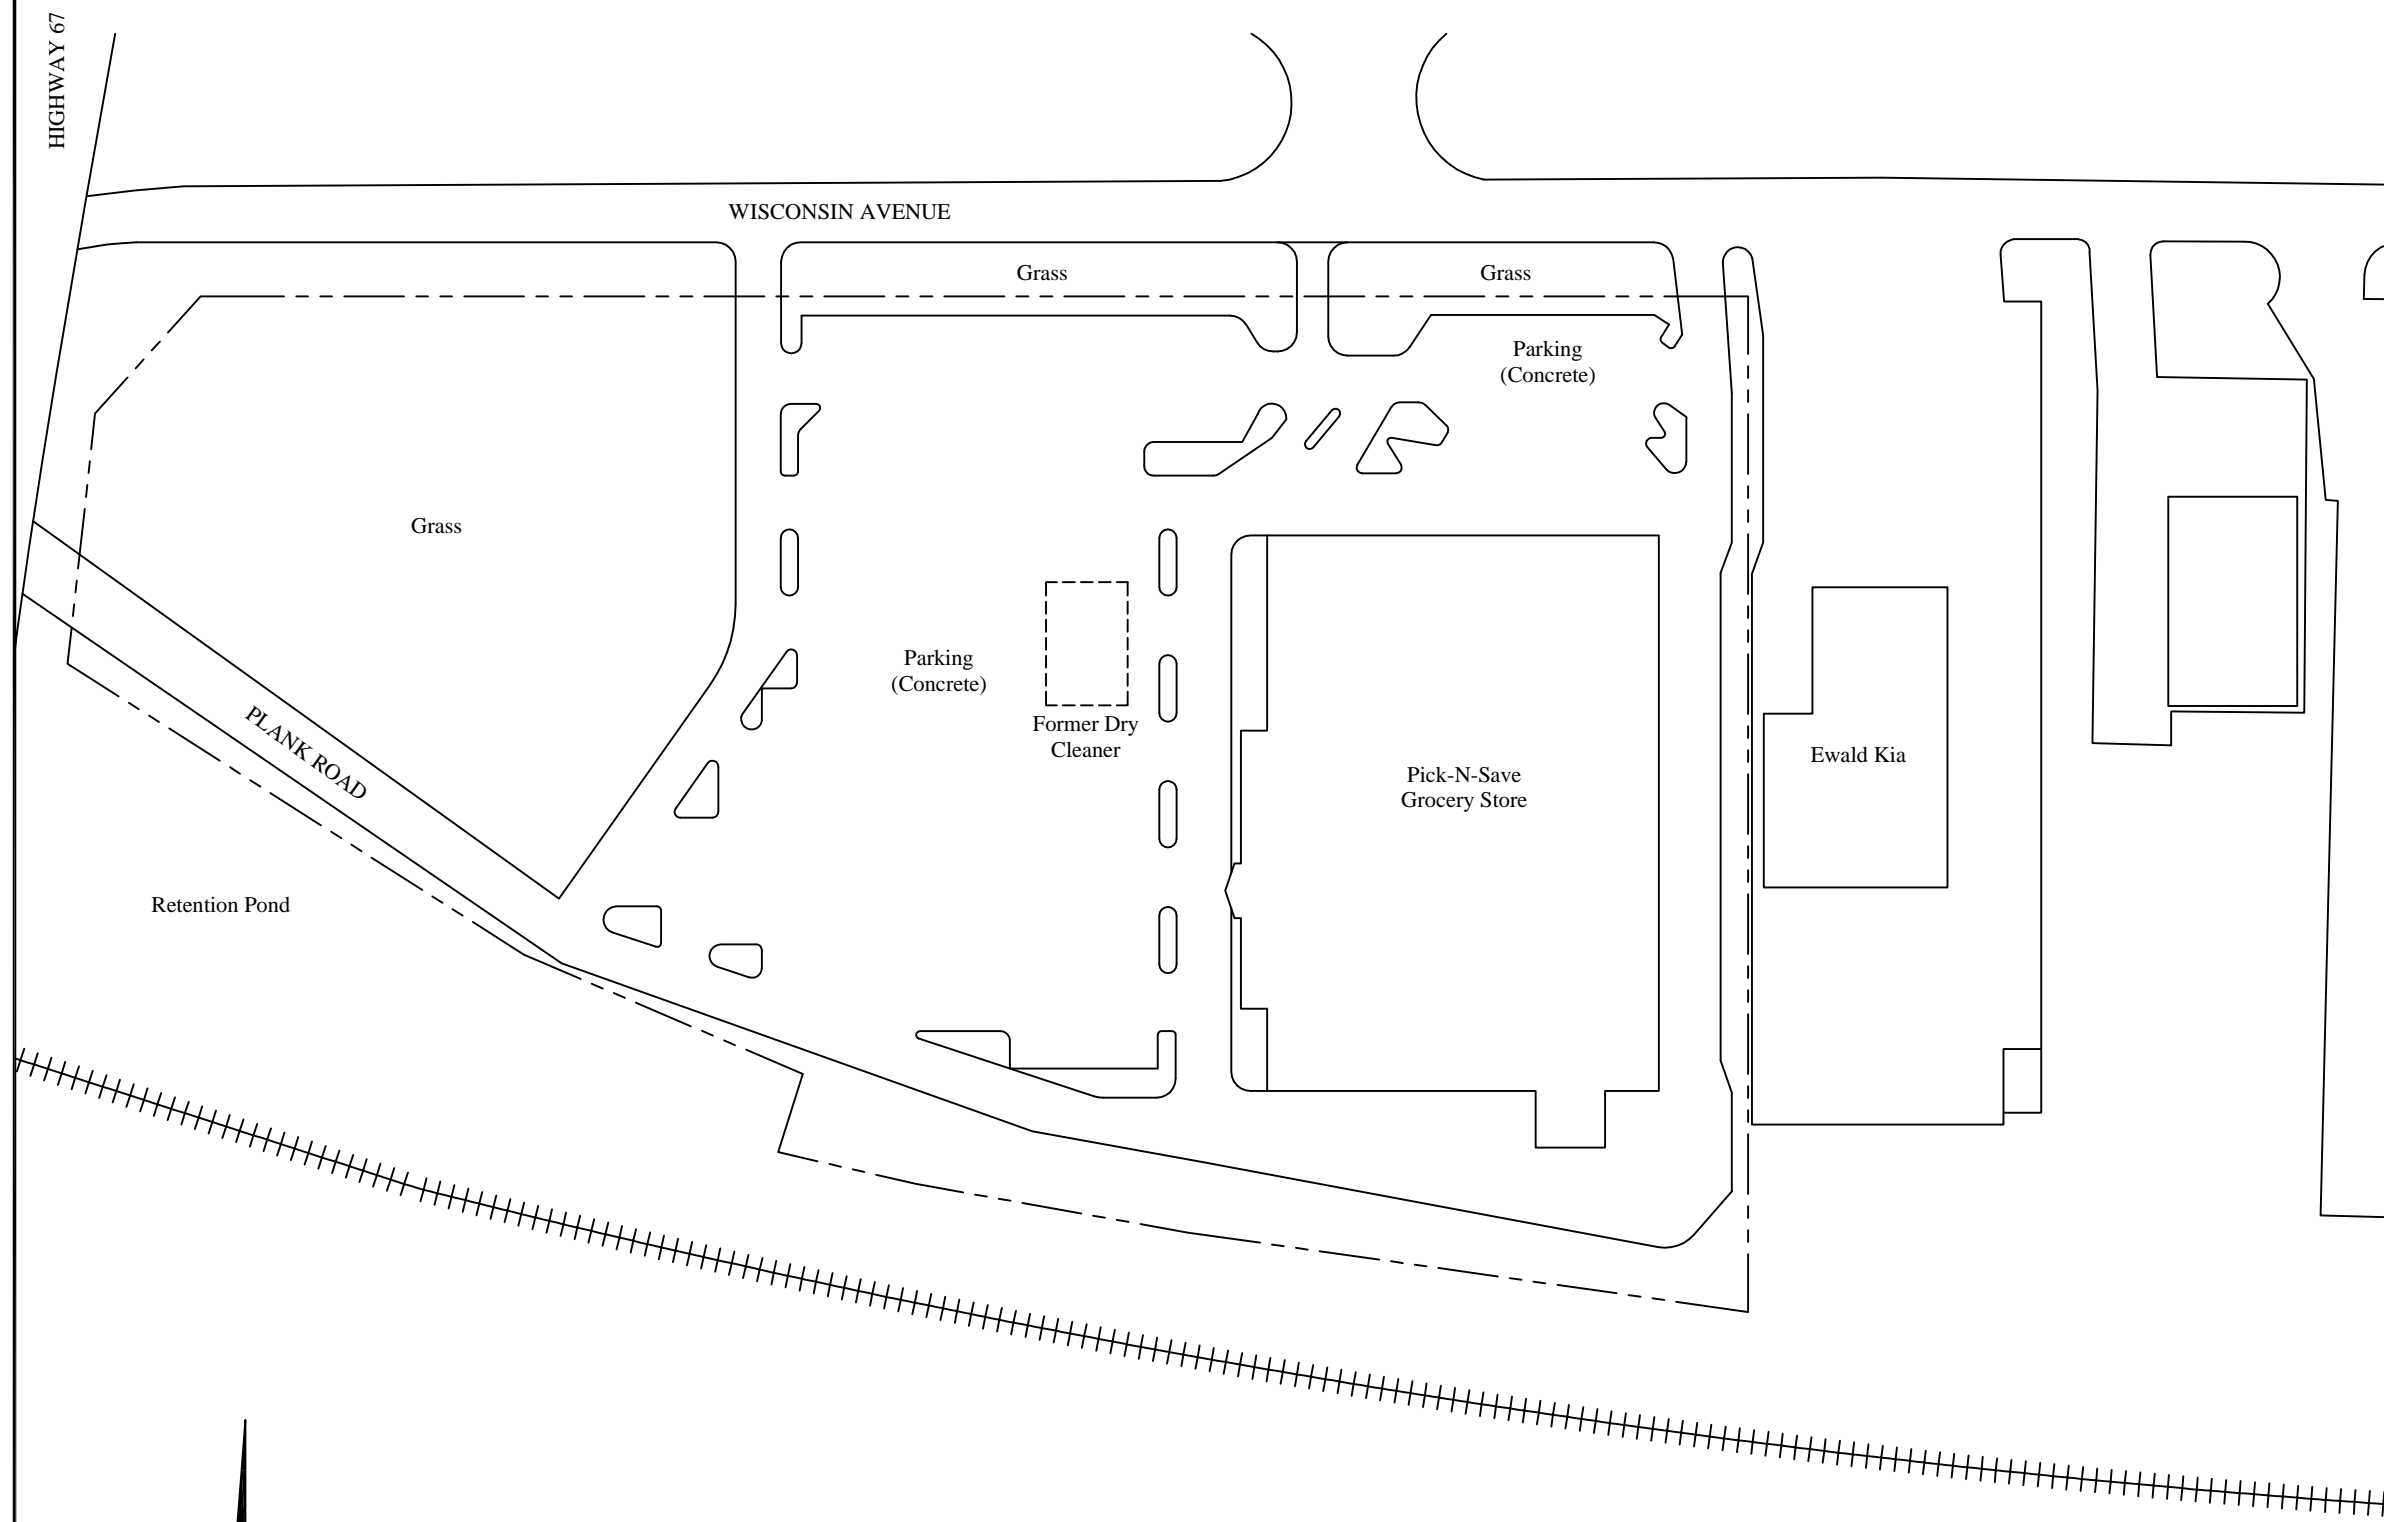 HIGHWAY 67
WISCONSIN AVENUE
Grass
Grass
Parking
(Concrete)
Grass
Parking
(Concrete)
Former Dry
Cleaner
PLANK ROAD
Pick-N-Save
Grocery Store
Ewald Kia
Retention Pond